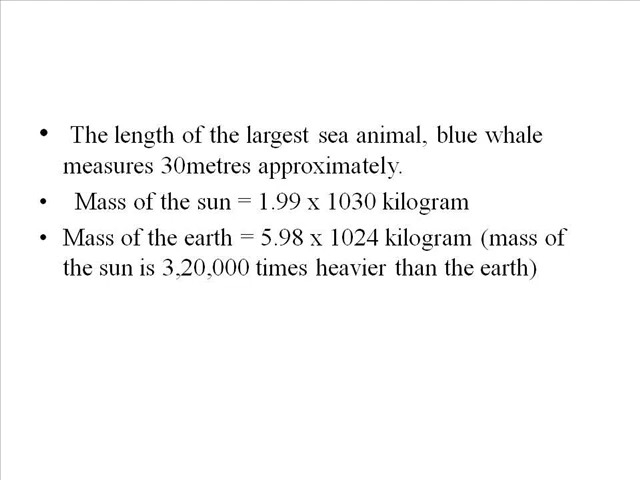 • The length of the largest sea animal, blue whale
measures 30metres approximately.
• Mass of the sun = 1.99 x 1030 kilogram
• Mass of the earth = 5.98 x 1024 kilogram (mass of
the sun is 3,20,000 times heavier than the earth)